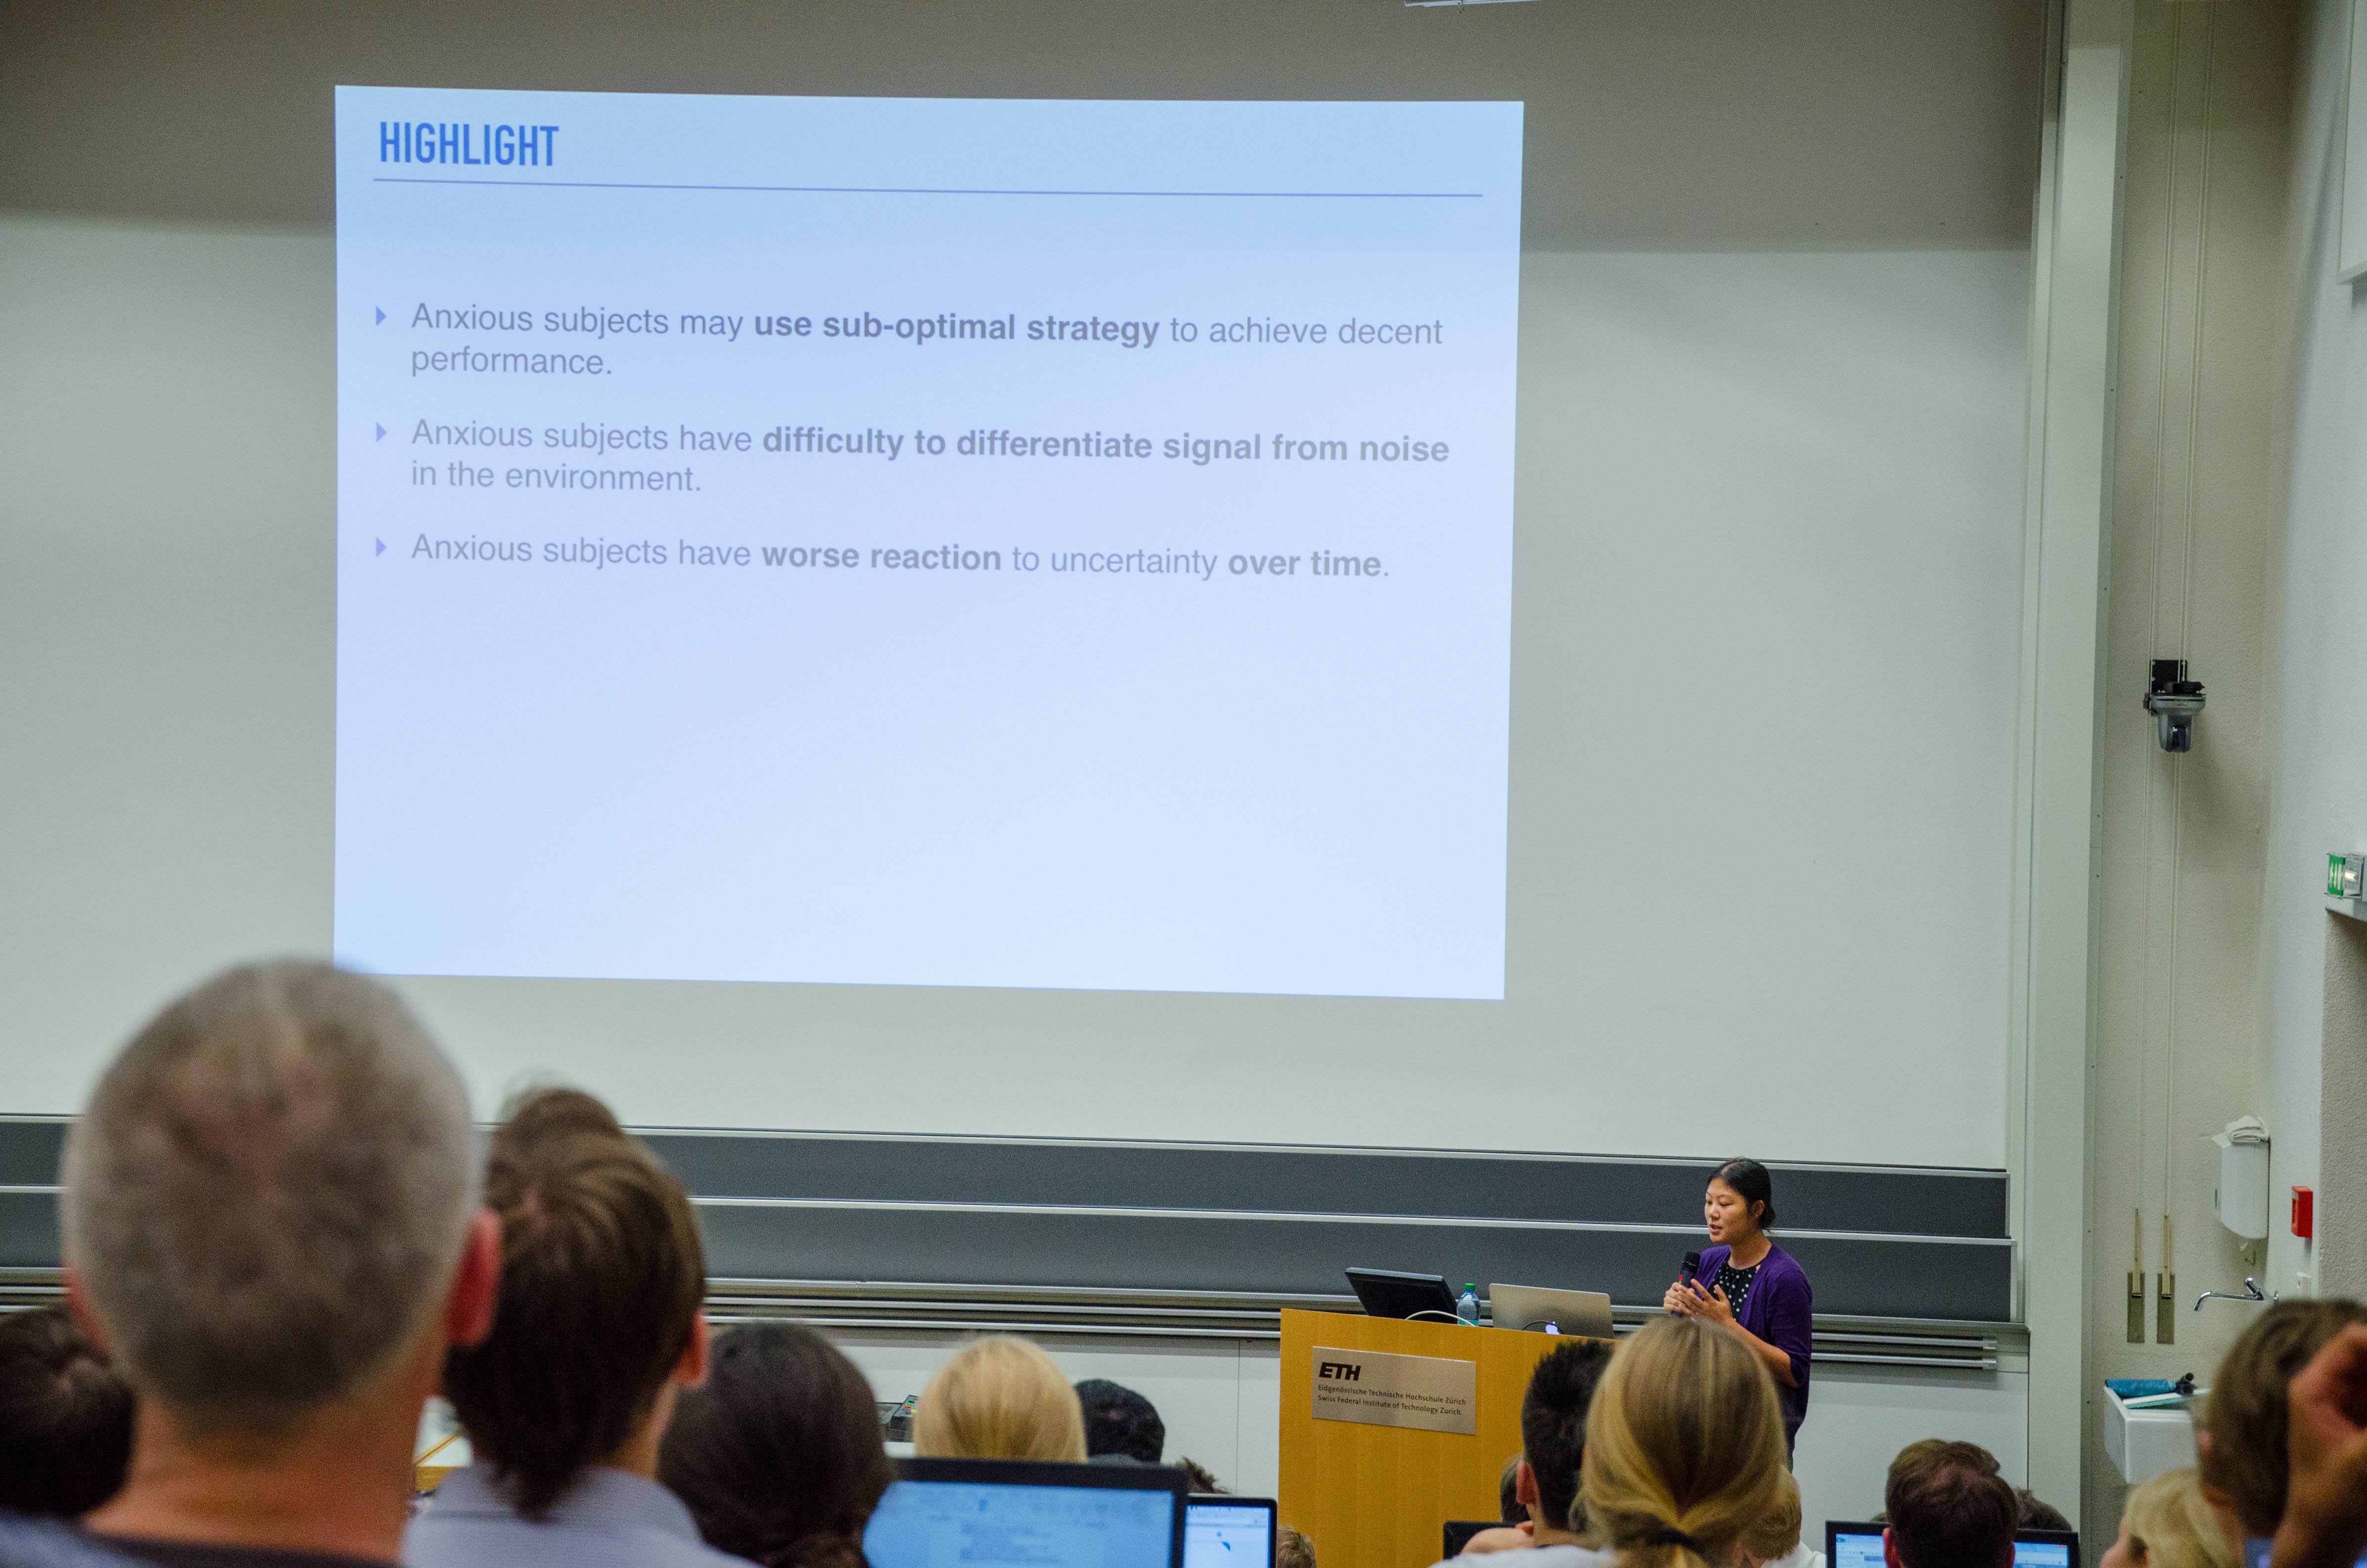 HIGHLIGHT
Anxious subjects may use sub-optimal strategy to achieve decent
performance.
Anxious subjects have difficulty to differentiate signal from noise
in the environment.
Anxious subjects have worse reaction to uncertainty over time.
ETH
Eidgenössische Technische Hochschule Zürich
Swiss Federal Institute of Technology Zurich